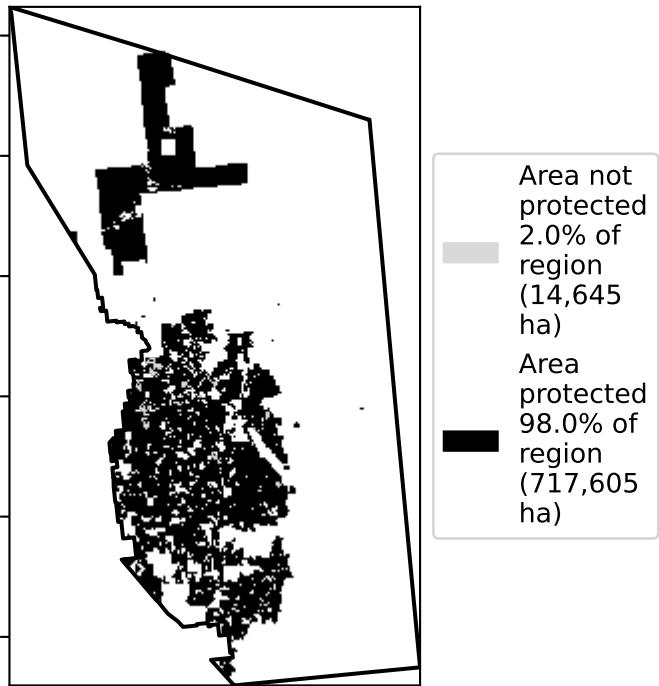 Area not
protected
2.0% of
region
(14,645
ha)
Area
protected
98.0% of
region
(717,605
ha)